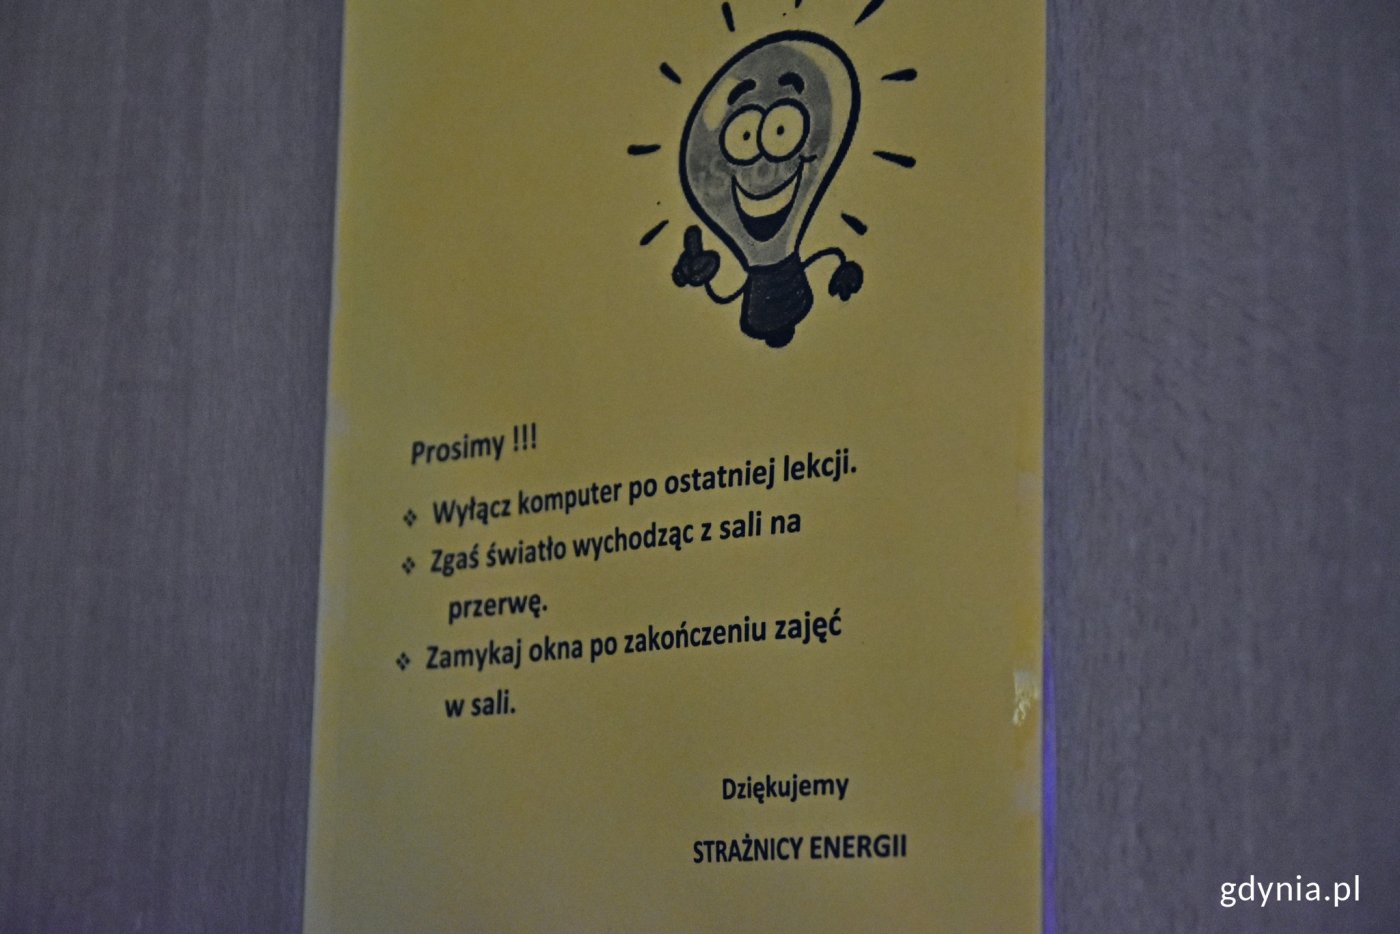 Prosimy !!!
❖ Wyłącz komputer po ostatniej lekcji.
❖ Zgaś światło wychodząc z sali na
przerwę.
❖ Zamykaj okna po zakończeniu zajęć
w sali.
Dziękujemy
STRAŻNICY ENERGII
gdynia.pl